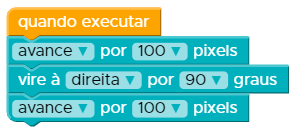 quando executar
avance ▼ por 100 ▼ pixels
vire à direita ▼ por 90 ▼ graus
avance ▼ por 100 ▼ pixels